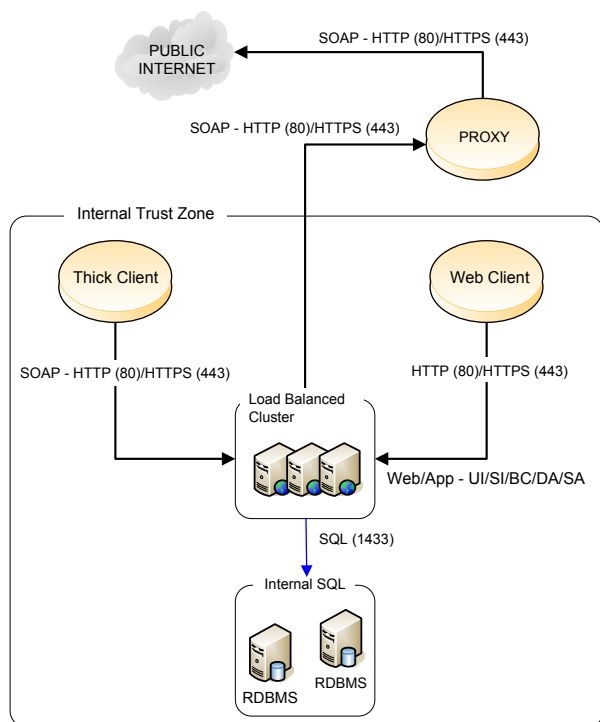 SOAP - HTTP (80)/HTTPS (443)
PUBLIC
INTERNET
SOAP - HTTP (80)/HTTPS (443)
PROXY
Internal Trust Zone
Thick Client
Web Client
SOAP - HTTP (80)/HTTPS (443)
HTTP (80)/HTTPS (443)
Load Balanced
Cluster
Web/App - UI/SI/BC/DA/SA
SQL (1433)
Internal SQL
RDBMS
RDBMS